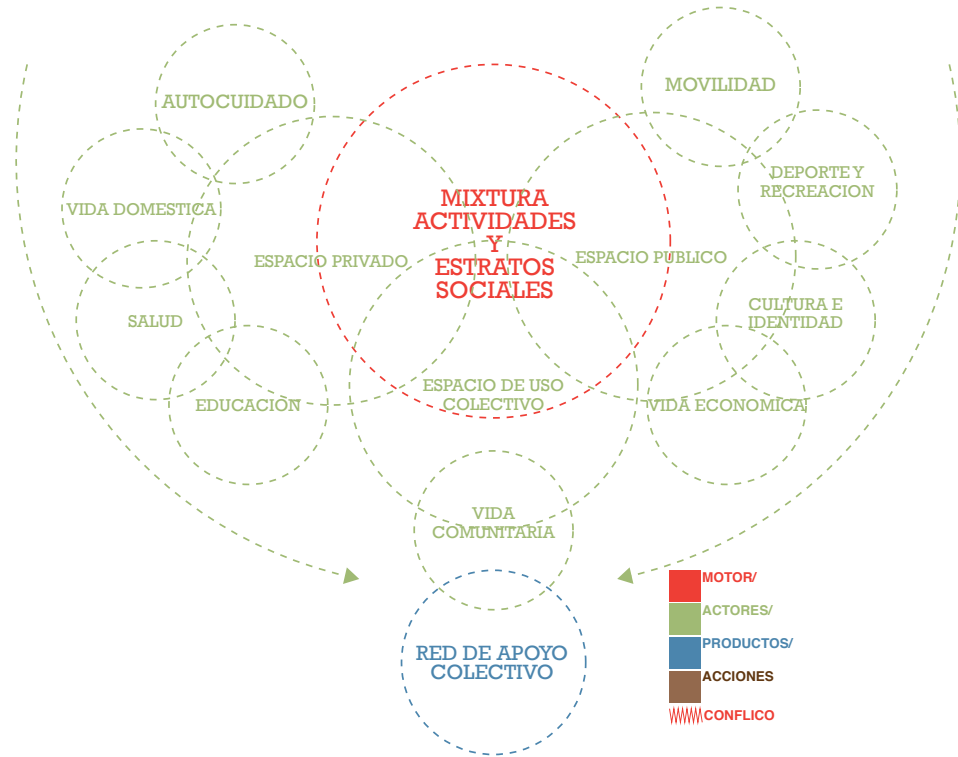 AUTOCUIDADO
MOVILIDAD
DEPORTE Y
RECREACION
VIDA DOMESTICA
MIXTURA
ACTIVIDADES
Y
ESTRATOS
SOCIALES
ESPACIO PRIVADO
ESPACIO PUBLICO
SALUD
CULTURA E
IDENTIDAD
EDUCACIÓN
ESPACIO DE USO
COLECTIVO
VIDA ECONOMICA
VIDA
COMUNITARIA
RED DE APOYO
COLECTIVO
MOTOR/
ACTORES/
PRODUCTOS/
ACCIONES
CONFLICO